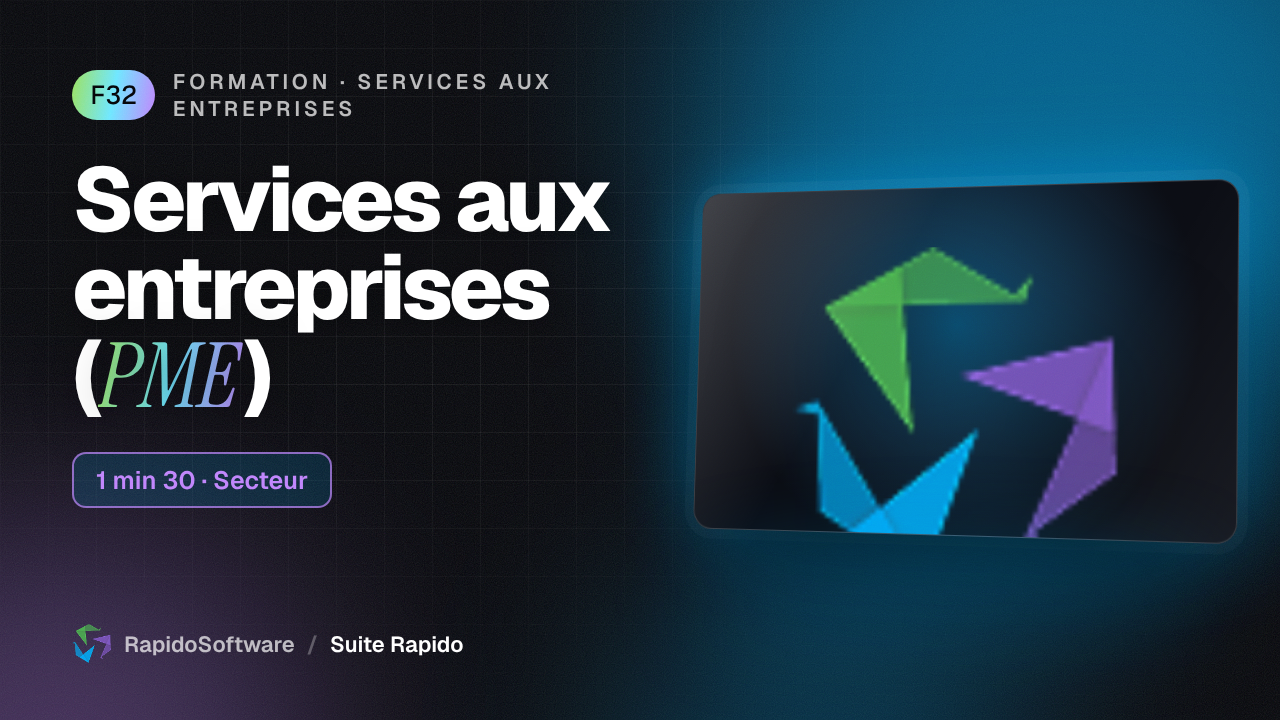 F32
FORMATION · SERVICES AUX
ENTREPRISES
Services aux
entreprises
(PME)
1 min 30 · Secteur
RapidoSoftware / Suite Rapido